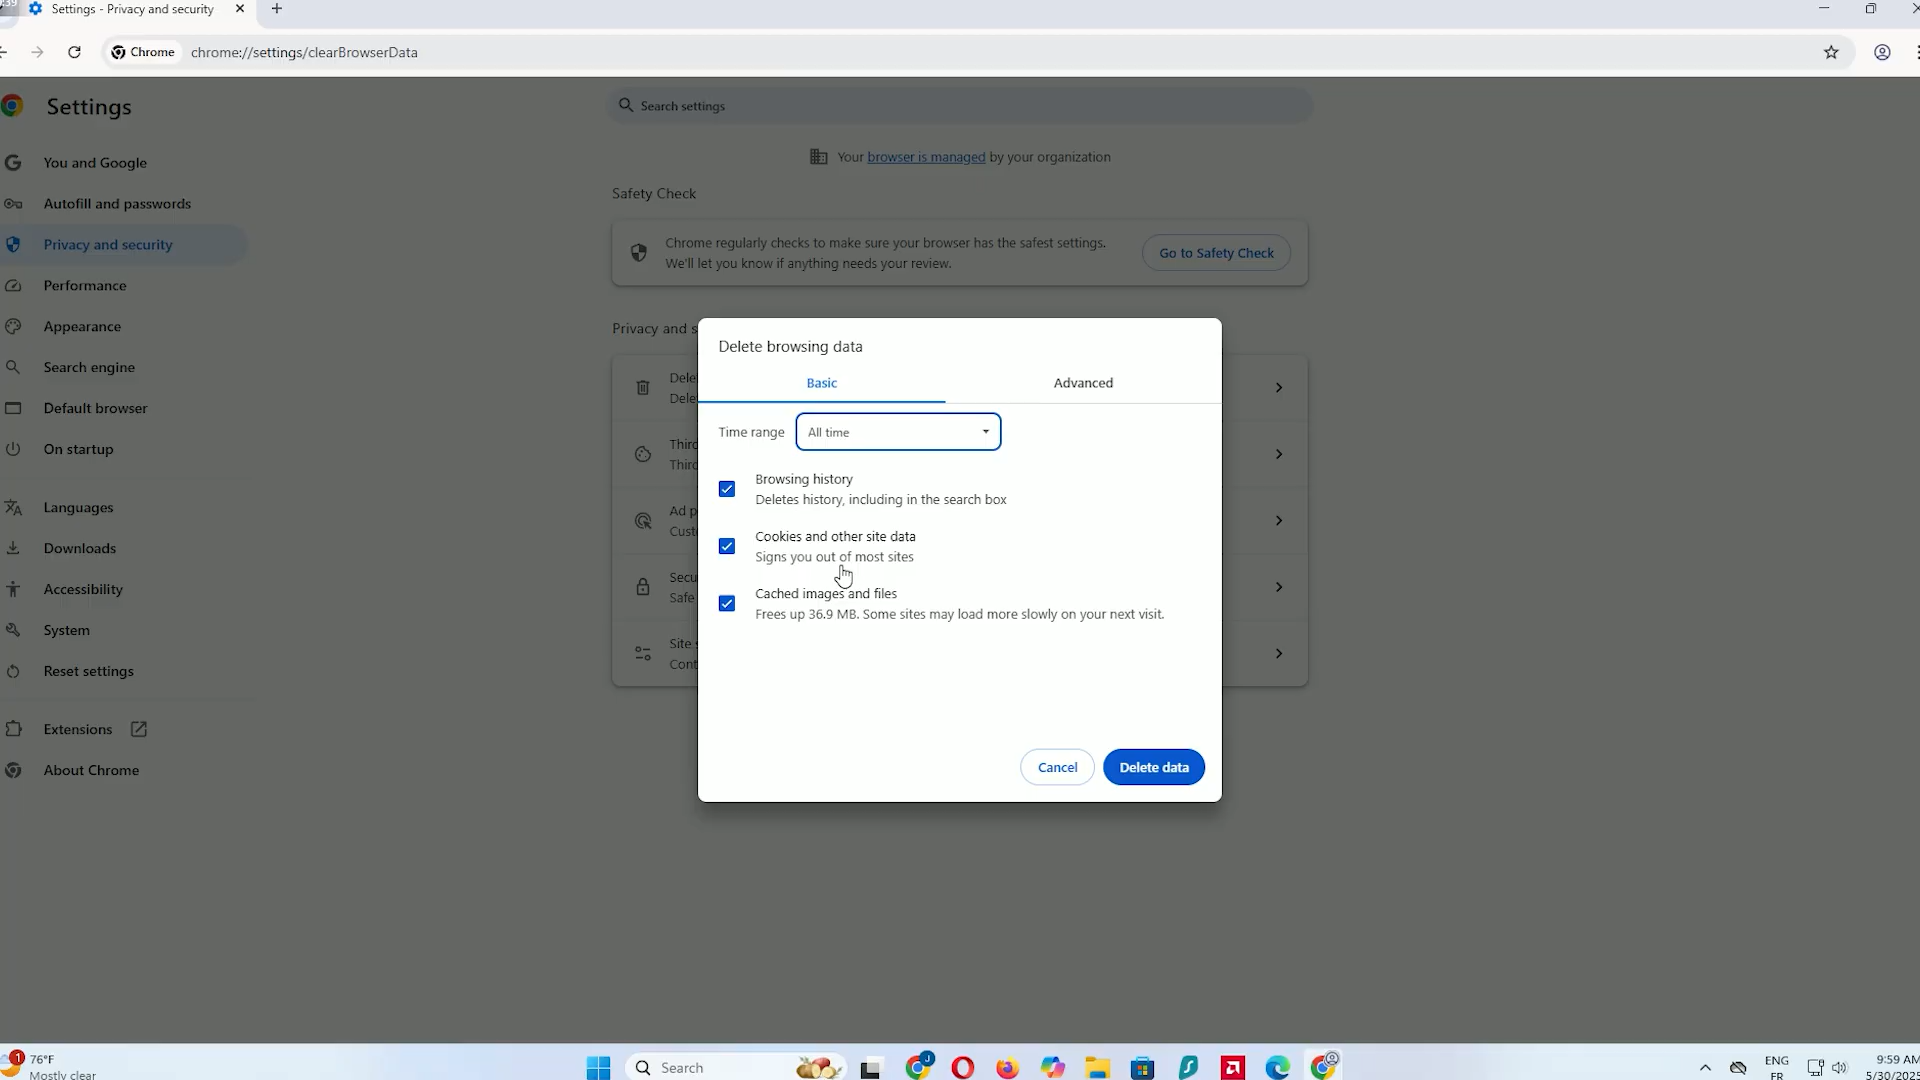 :39
Settings - Privacy and security
Chrome
chrome://settings/clearBrowserData
Settings
Search settings
Your browser is managed by your organization
You and Google
Autofill and passwords
Privacy and security
Performance
Appearance
Search engine
Default browser
On startup
Languages
Downloads
Accessibility
System
Reset settings
Extensions
About Chrome
Safety Check
Chrome regularly checks to make sure your browser has the safest settings.
We'll let you know if anything needs your review.
Go to Safety Check
Privacy and s
Dele
Dele
Third
Third
Ad p
Cust
Secu
Safe
Site s
Cont
Delete browsing data
Basic
Advanced
Time range
All time
Browsing history
Deletes history, including in the search box
Cookies and other site data
Signs you out of most sites
Cached images and files
Frees up 36.9 MB. Some sites may load more slowly on your next visit.
Cancel
Delete data
1
76°F
Mostly clear
Search
J
ENG
FR
9:59 AM
5/30/2025